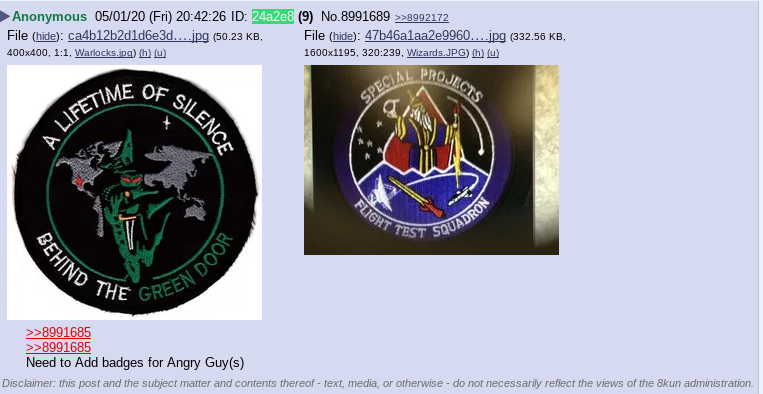 Anonymous 05/01/20 (Fri) 20:42:26 ID: 24a2e8 (9) No.8991689 >>8992172
File (hide): ca4b12b2d1d6e3d….jpg (50.23 KB, 400x400, 1:1, Warlocks.jpg) (h) (u)
A LIFETIME OF SILENCE
BEHIND THE GREEN DOOR
File (hide): 47b46a1aa2e9960….jpg (332.56 KB, 1600x1195, 320:239, Wizards.JPG) (h) (u)
SPECIAL PROJECTS
FLIGHT TEST SQUADRON
>>8991685
>>8991685
Need to Add badges for Angry Guy(s)
Disclaimer: this post and the subject matter and contents thereof - text, media, or otherwise - do not necessarily reflect the views of the 8kun administration.